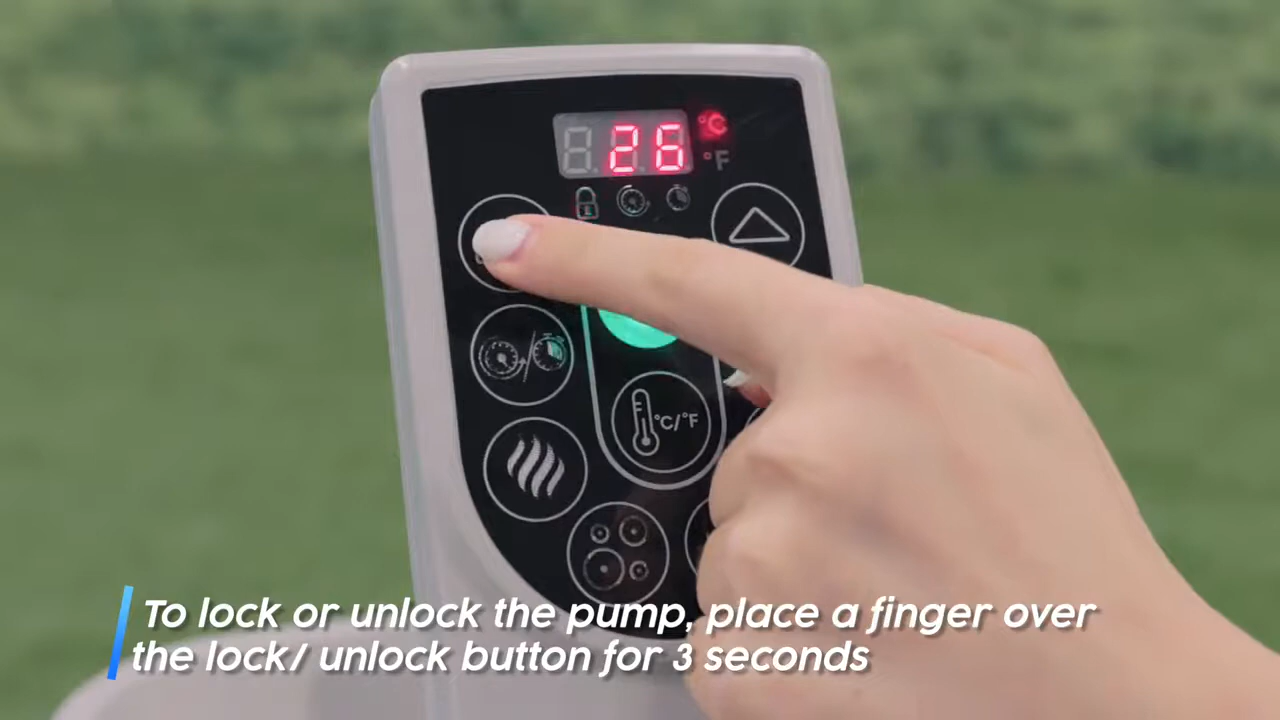 26
°C
°F
°C/°F
To lock or unlock the pump, place a finger over
the lock/ unlock button for 3 seconds